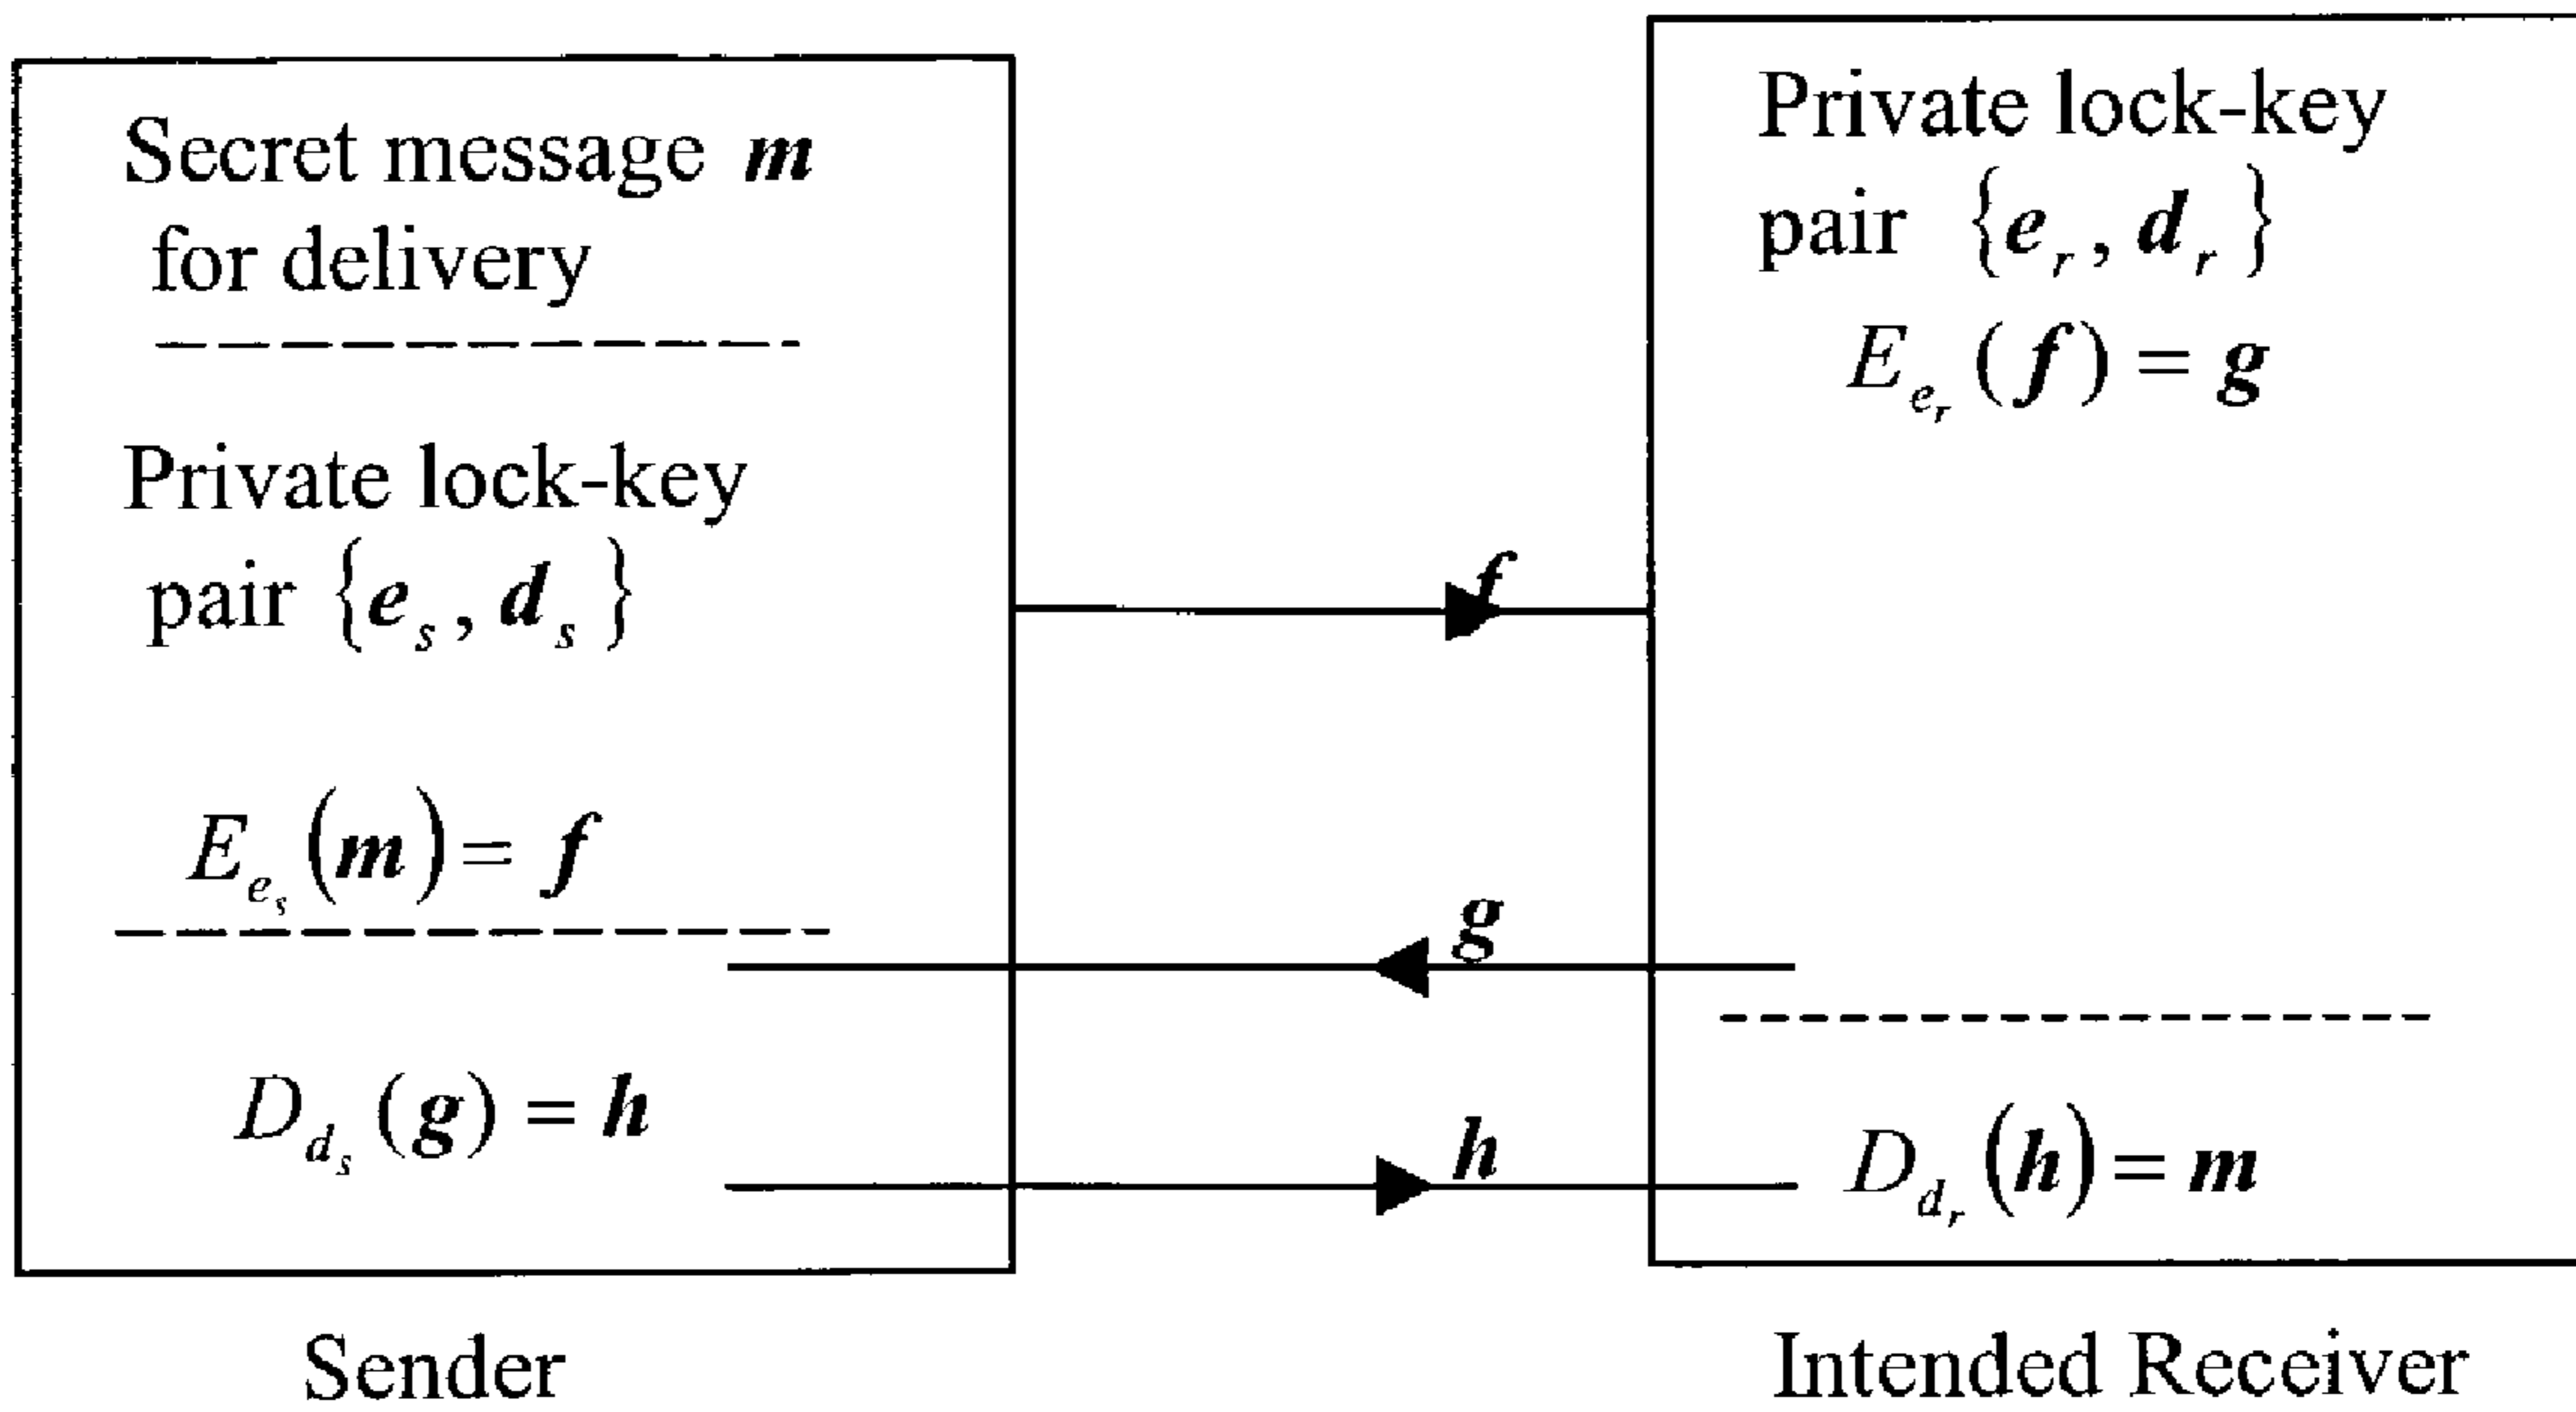 Secret message m
for delivery
Private lock-key
pair {e_s, d_s}
E_{e_s}(m) = f
D_{d_s}(g) = h
Sender
f
g
h
Private lock-key
pair {e_r, d_r}
E_{e_r}(f) = g
D_{d_r}(h) = m
Intended Receiver